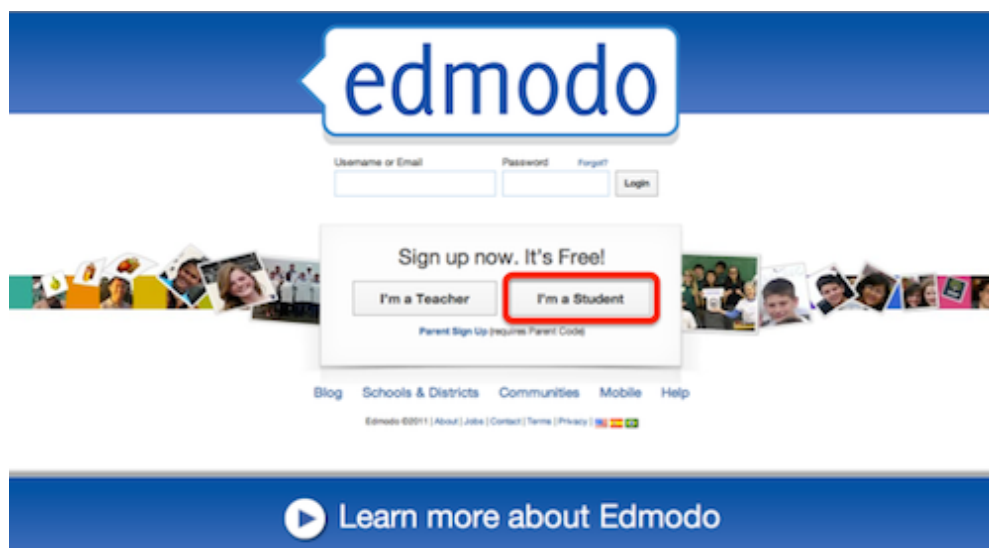 edmodo
Username or Email Password Forgot?
Login
Sign up now. It's Free!
I'm a Teacher I'm a Student
Parent Sign Up (requires Parent Code)
Blog Schools & Districts Communities Mobile Help
Edmodo ©2011 | About | Jobs | Contact | Terms | Privacy |
Learn more about Edmodo